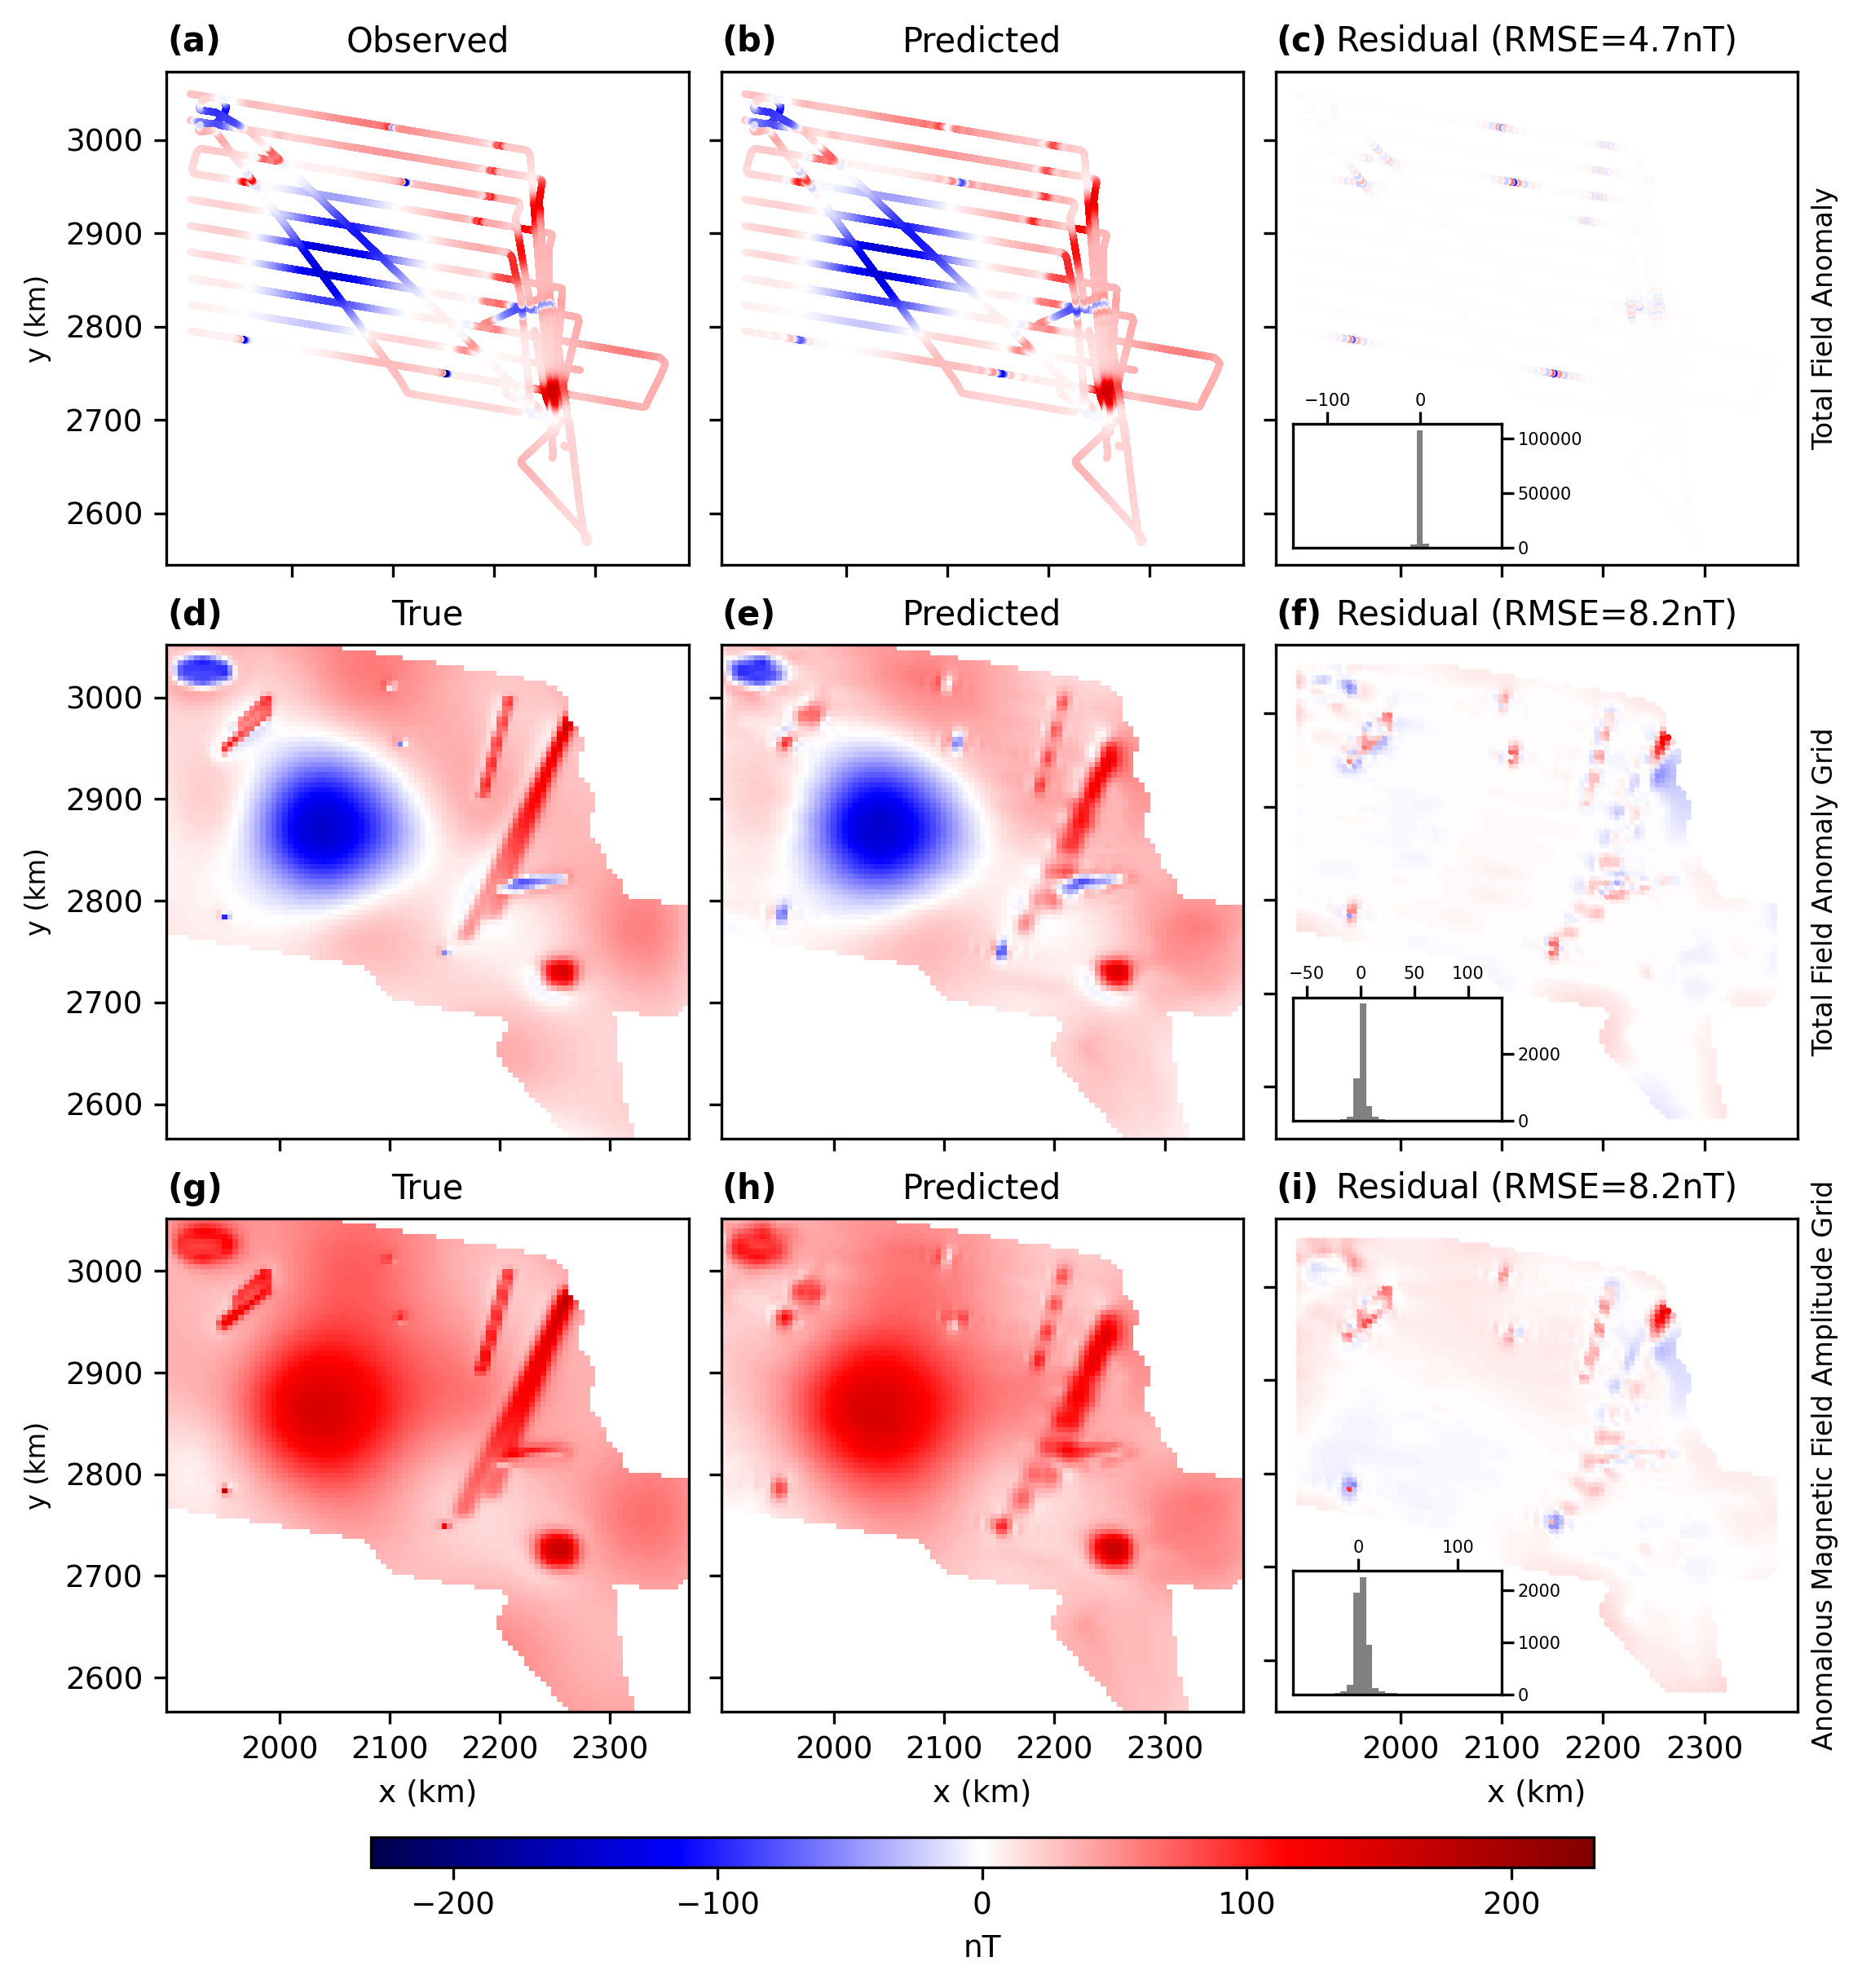 (a) Observed
(b) Predicted
(c) Residual (RMSE=4.7nT)
3000
2900
2800
2700
2600
y (km)
−100 0
100000
50000
0
Total Field Anomaly
(d) True
(e) Predicted
(f) Residual (RMSE=8.2nT)
3000
2900
2800
2700
2600
y (km)
−50 0 50 100
2000
0
Total Field Anomaly Grid
(g) True
(h) Predicted
(i) Residual (RMSE=8.2nT)
3000
2900
2800
2700
2600
y (km)
0 100
2000
1000
0
Anomalous Magnetic Field Amplitude Grid
2000 2100 2200 2300
2000 2100 2200 2300
2000 2100 2200 2300
x (km)
x (km)
x (km)
−200 −100 0 100 200
nT